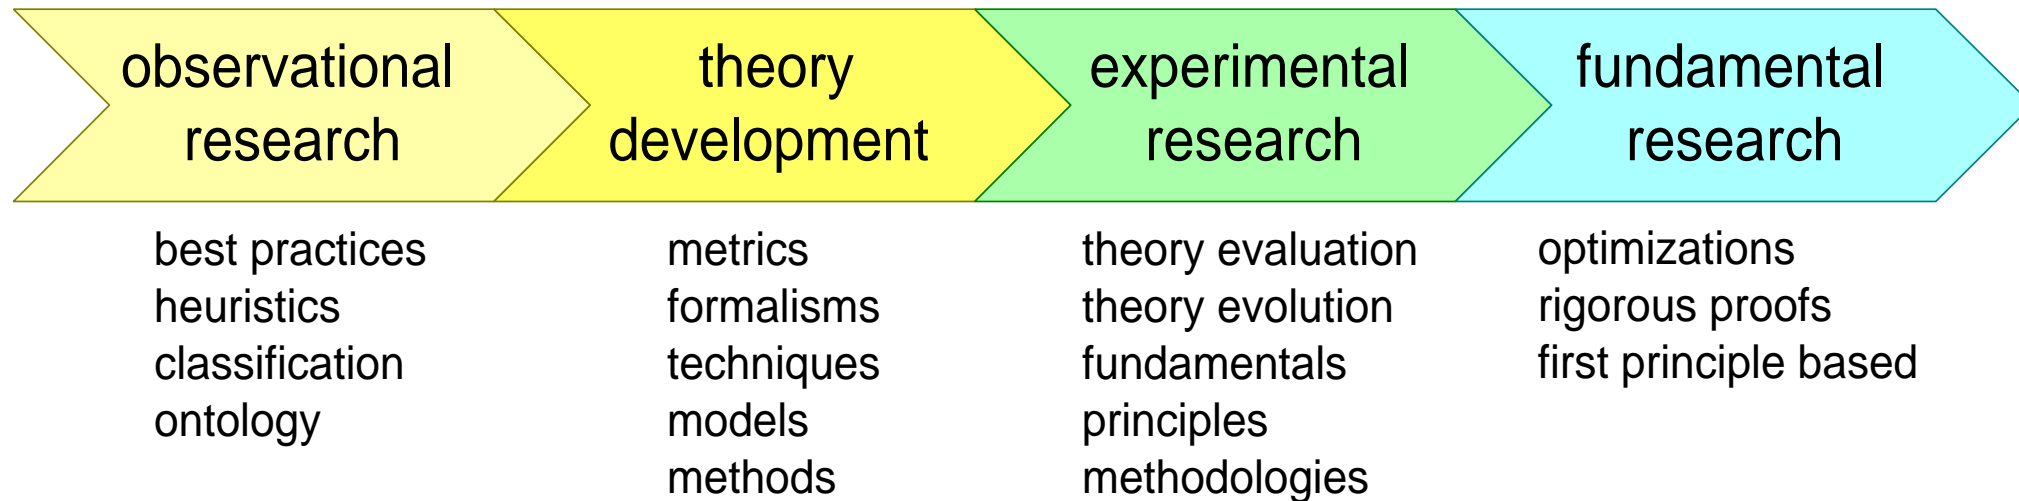 observational
research
theory
development
experimental
research
fundamental
research
best practices
heuristics
classification
ontology
metrics
formalisms
techniques
models
methods
theory evaluation
theory evolution
fundamentals
principles
methodologies
optimizations
rigorous proofs
first principle based